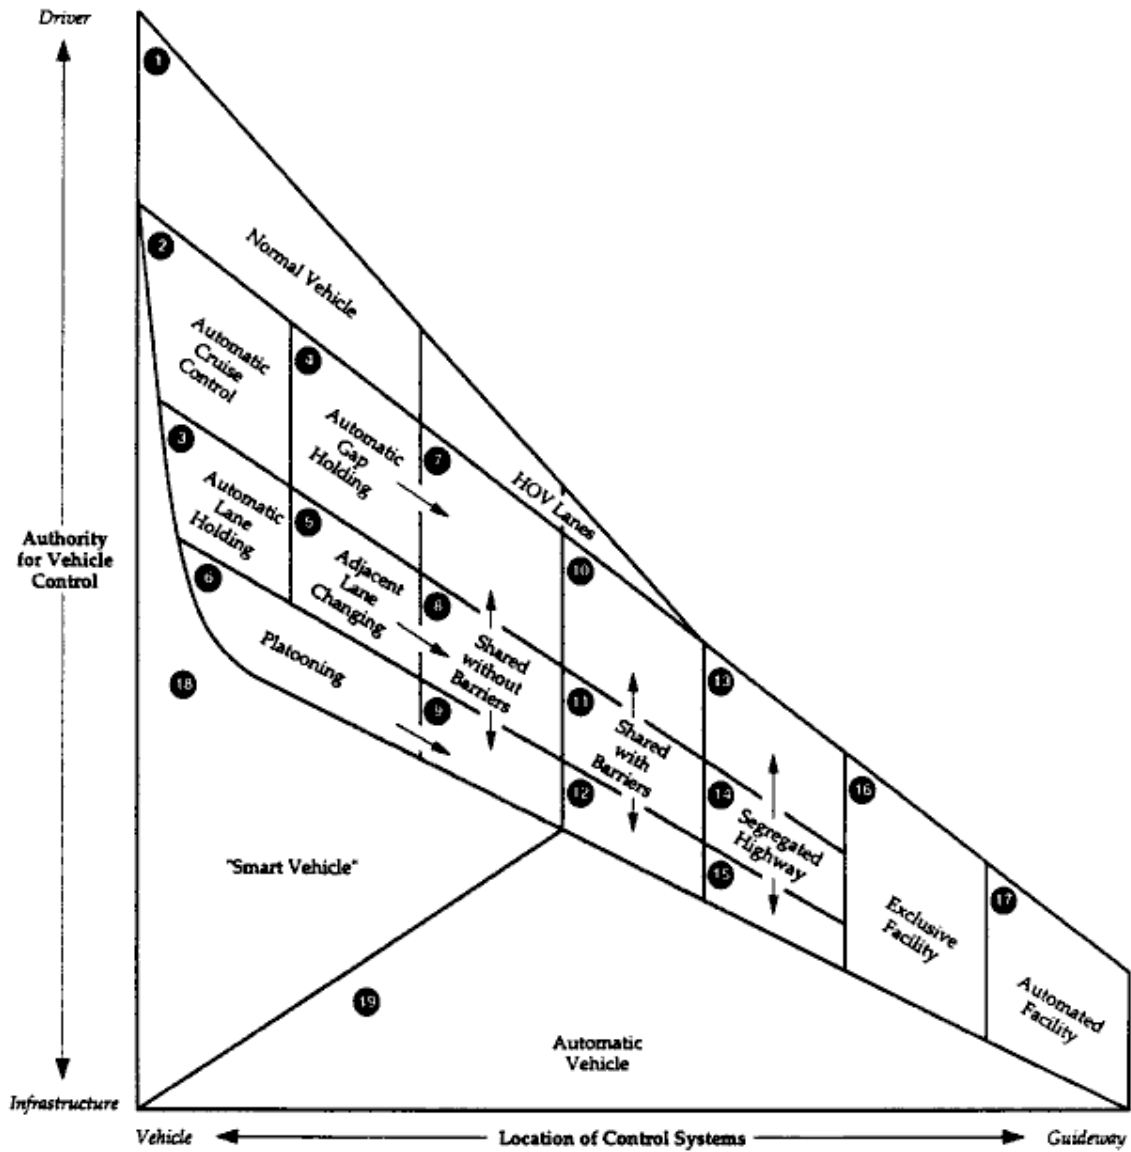 Driver
1
Normal Vehicle
2
Automatic
Cruise
Control
4
Automatic
Gap
Holding
7
HOV Lanes
3
Automatic
Lane
Holding
5
Adjacent
Lane
Changing
8
Shared
without
Barriers
10
6
Platooning
9
11
Shared
with
Barriers
12
13
14
Segregated
Highway
15
16
Exclusive
Facility
17
Automated
Facility
Authority
for Vehicle
Control
18
"Smart Vehicle"
19
Automatic
Vehicle
Infrastructure
Vehicle
Location of Control Systems
Guideway